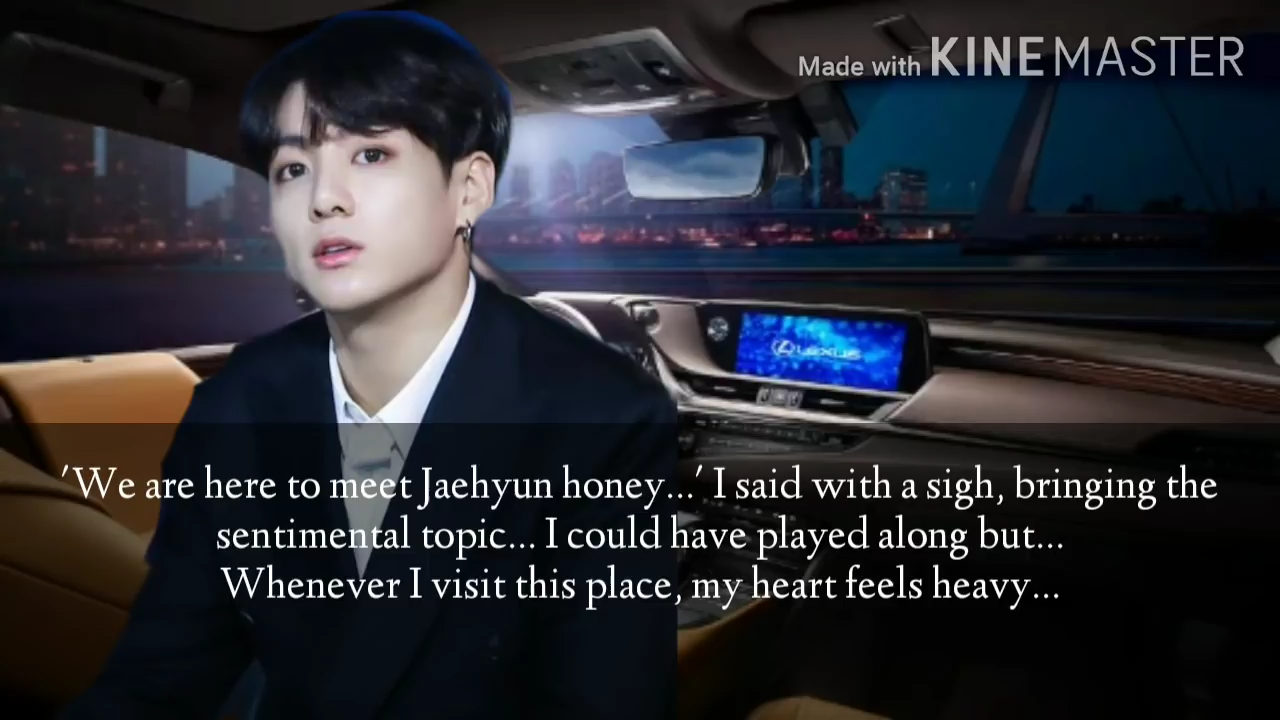 Made with KINEMASTER
LEXUS
'We are here to meet Jaehyun honey...' I said with a sigh, bringing the
sentimental topic... I could have played along but...
Whenever I visit this place, my heart feels heavy...